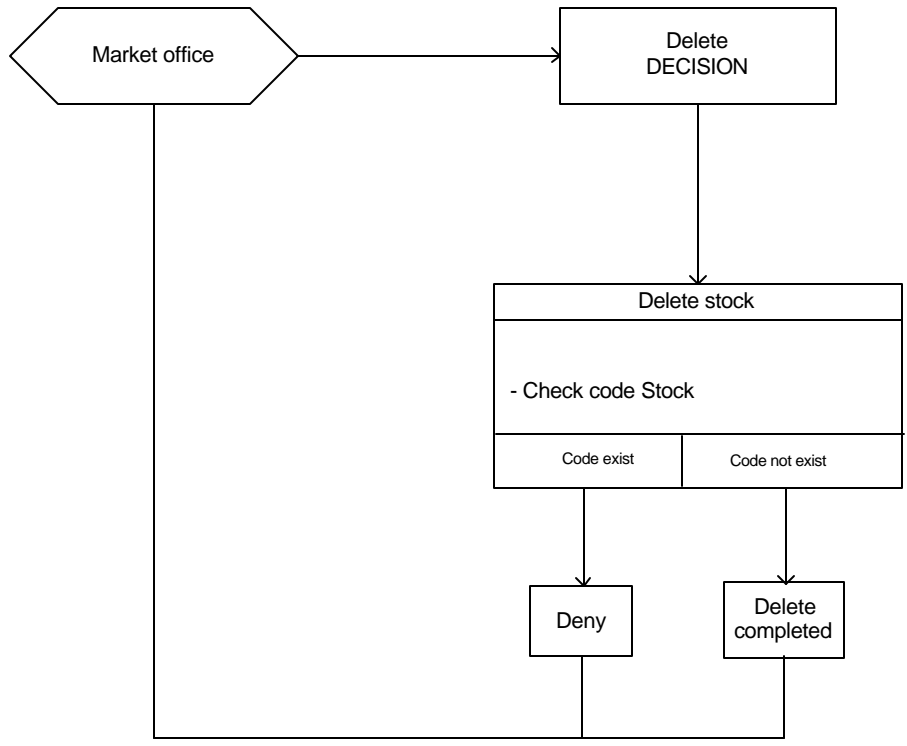 Market office
Delete
DECISION
Delete stock
- Check code Stock
Code exist
Code not exist
Deny
Delete
completed